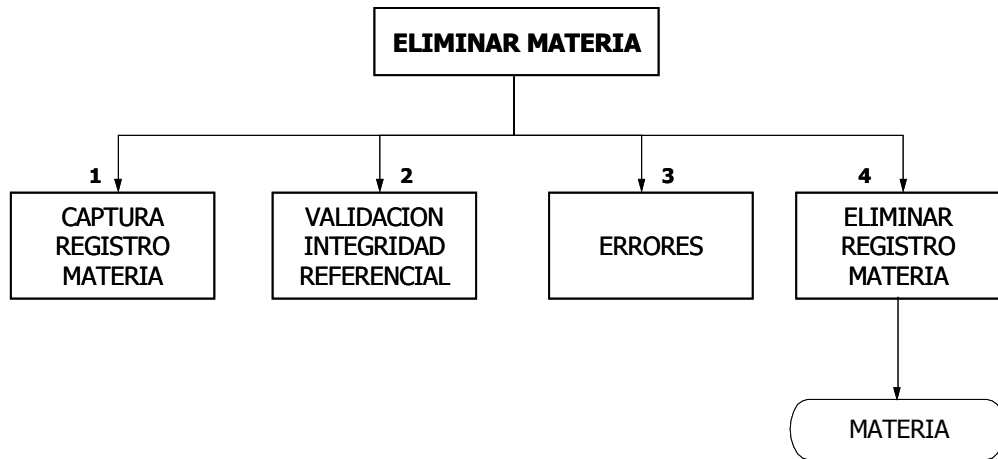 ELIMINAR MATERIA
1
2
3
4
CAPTURA
REGISTRO
MATERIA
VALIDACION
INTEGRIDAD
REFERENCIAL
ERRORES
ELIMINAR
REGISTRO
MATERIA
MATERIA